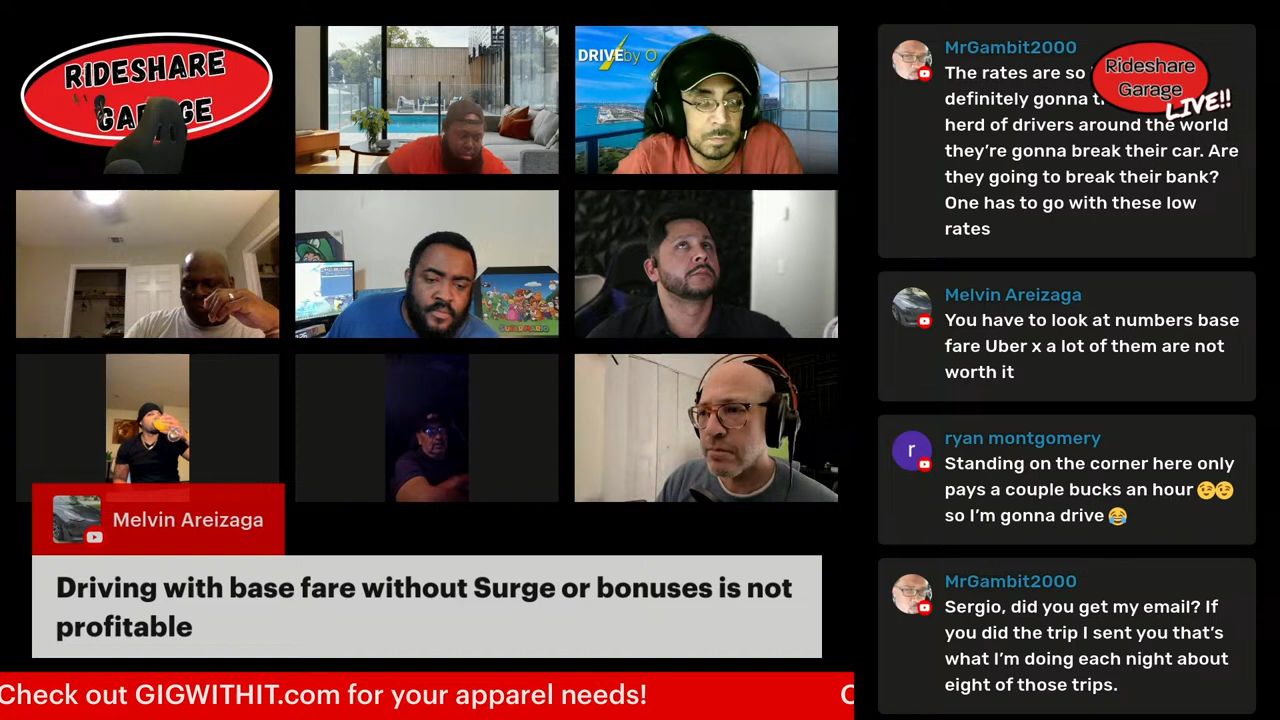 RIDESHARE
GARAGE
DRIVE by O
SUPER MARIO
Melvin Areizaga
Driving with base fare without Surge or bonuses is not
profitable
Check out GIGWITHIT.com for your apparel needs!
C
MrGambit2000
The rates are so
definitely gonna
herd of drivers around the world
they’re gonna break their car. Are
they going to break their bank?
One has to go with these low
rates
Rideshare
Garage
LIVE!!
Melvin Areizaga
You have to look at numbers base
fare Uber x a lot of them are not
worth it
r
ryan montgomery
Standing on the corner here only
pays a couple bucks an hour 😉😉
so I’m gonna drive 😂
MrGambit2000
Sergio, did you get my email? If
you did the trip I sent you that’s
what I’m doing each night about
eight of those trips.